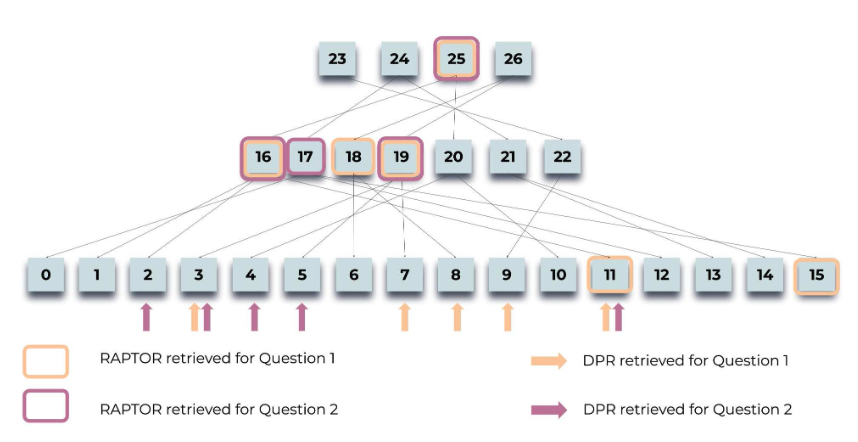 23 24 25 26
16 17 18 19 20 21 22
0 1 2 3 4 5 6 7 8 9 10 11 12 13 14 15
RAPTOR retrieved for Question 1 DPR retrieved for Question 1
RAPTOR retrieved for Question 2 DPR retrieved for Question 2